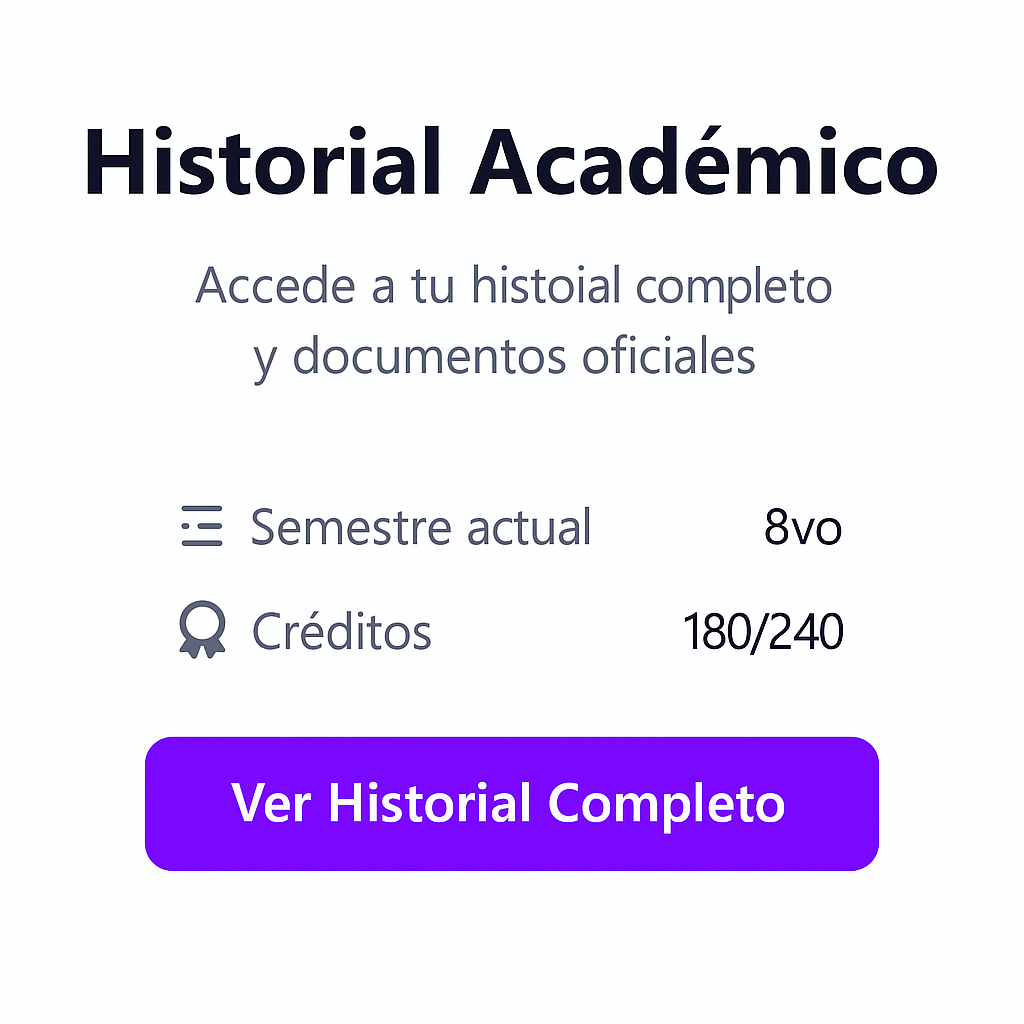 Historial Académico
Accede a tu histoial completo
y documentos oficiales
Semestre actual 8vo
Créditos 180/240
Ver Historial Completo